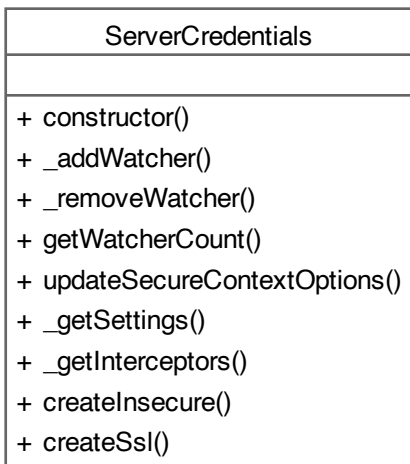 ServerCredentials
+ constructor()
+ _addWatcher()
+ _removeWatcher()
+ getWatcherCount()
+ updateSecureContextOptions()
+ _getSettings()
+ _getInterceptors()
+ createInsecure()
+ createSsl()